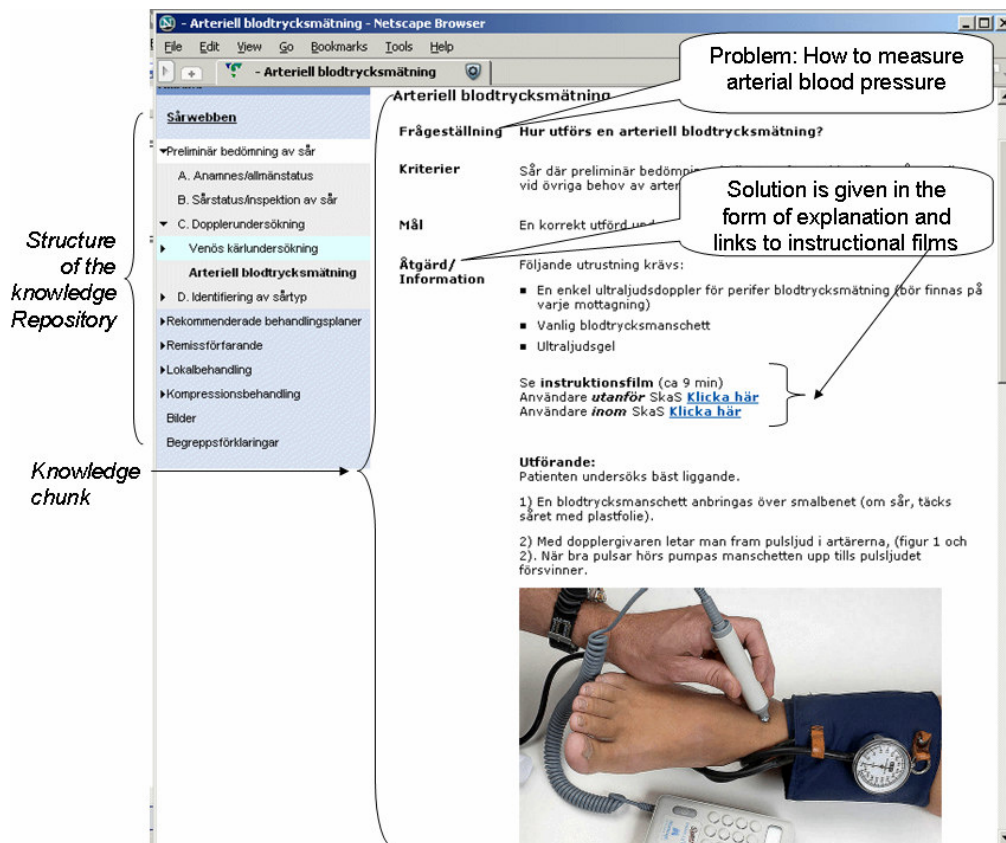 - Arteriell blodtrycksmätning - Netscape Browser
File Edit View Go Bookmarks Tools Help
- Arteriell blodtrycksmätning
Problem: How to measure
arterial blood pressure
Structure
of the
knowledge
Repository
Knowledge
chunk
Sårwebben
Preliminär bedömning av sår
A. Anamnes/allmänstatus
B. Sårstatus/inspektion av sår
C. Dopplerundersökning
Venös kärlundersökning
Arteriell blodtrycksmätning
D. Identifiering av sårtyp
Rekommenderade behandlingsplaner
Remissförfarande
Lokalbehandling
Kompressionsbehandling
Bilder
Begreppsförklaringar
Arteriell blodtrycksmätning
Frågeställning Hur utförs en arteriell blodtrycksmätning?
Kriterier Sår där preliminär bedömning
vid övriga behov av
Solution is given in the
form of explanation and
links to instructional films
Mål En korrekt utförd
Åtgärd/
Information
Följande utrustning krävs:
En enkel ultraljudsdoppler för perifer blodtrycksmätning (bör finnas på
varje mottagning)
Vanlig blodtrycksmanschett
Ultraljudsgel
Se instruktionsfilm (ca 9 min)
Användare utanför SkaS Klicka här
Användare inom SkaS Klicka här
Utförande:
Patienten undersöks bäst liggande.
1) En blodtrycksmanschett anbringas över smalbenet (om sår, täcks
såret med plastfolie).
2) Med dopplergivaren letar man fram pulsljud i artärerna, (figur 1 och
2). När bra pulsar hörs pumpas manschetten upp tills pulsljudet
försvinner.